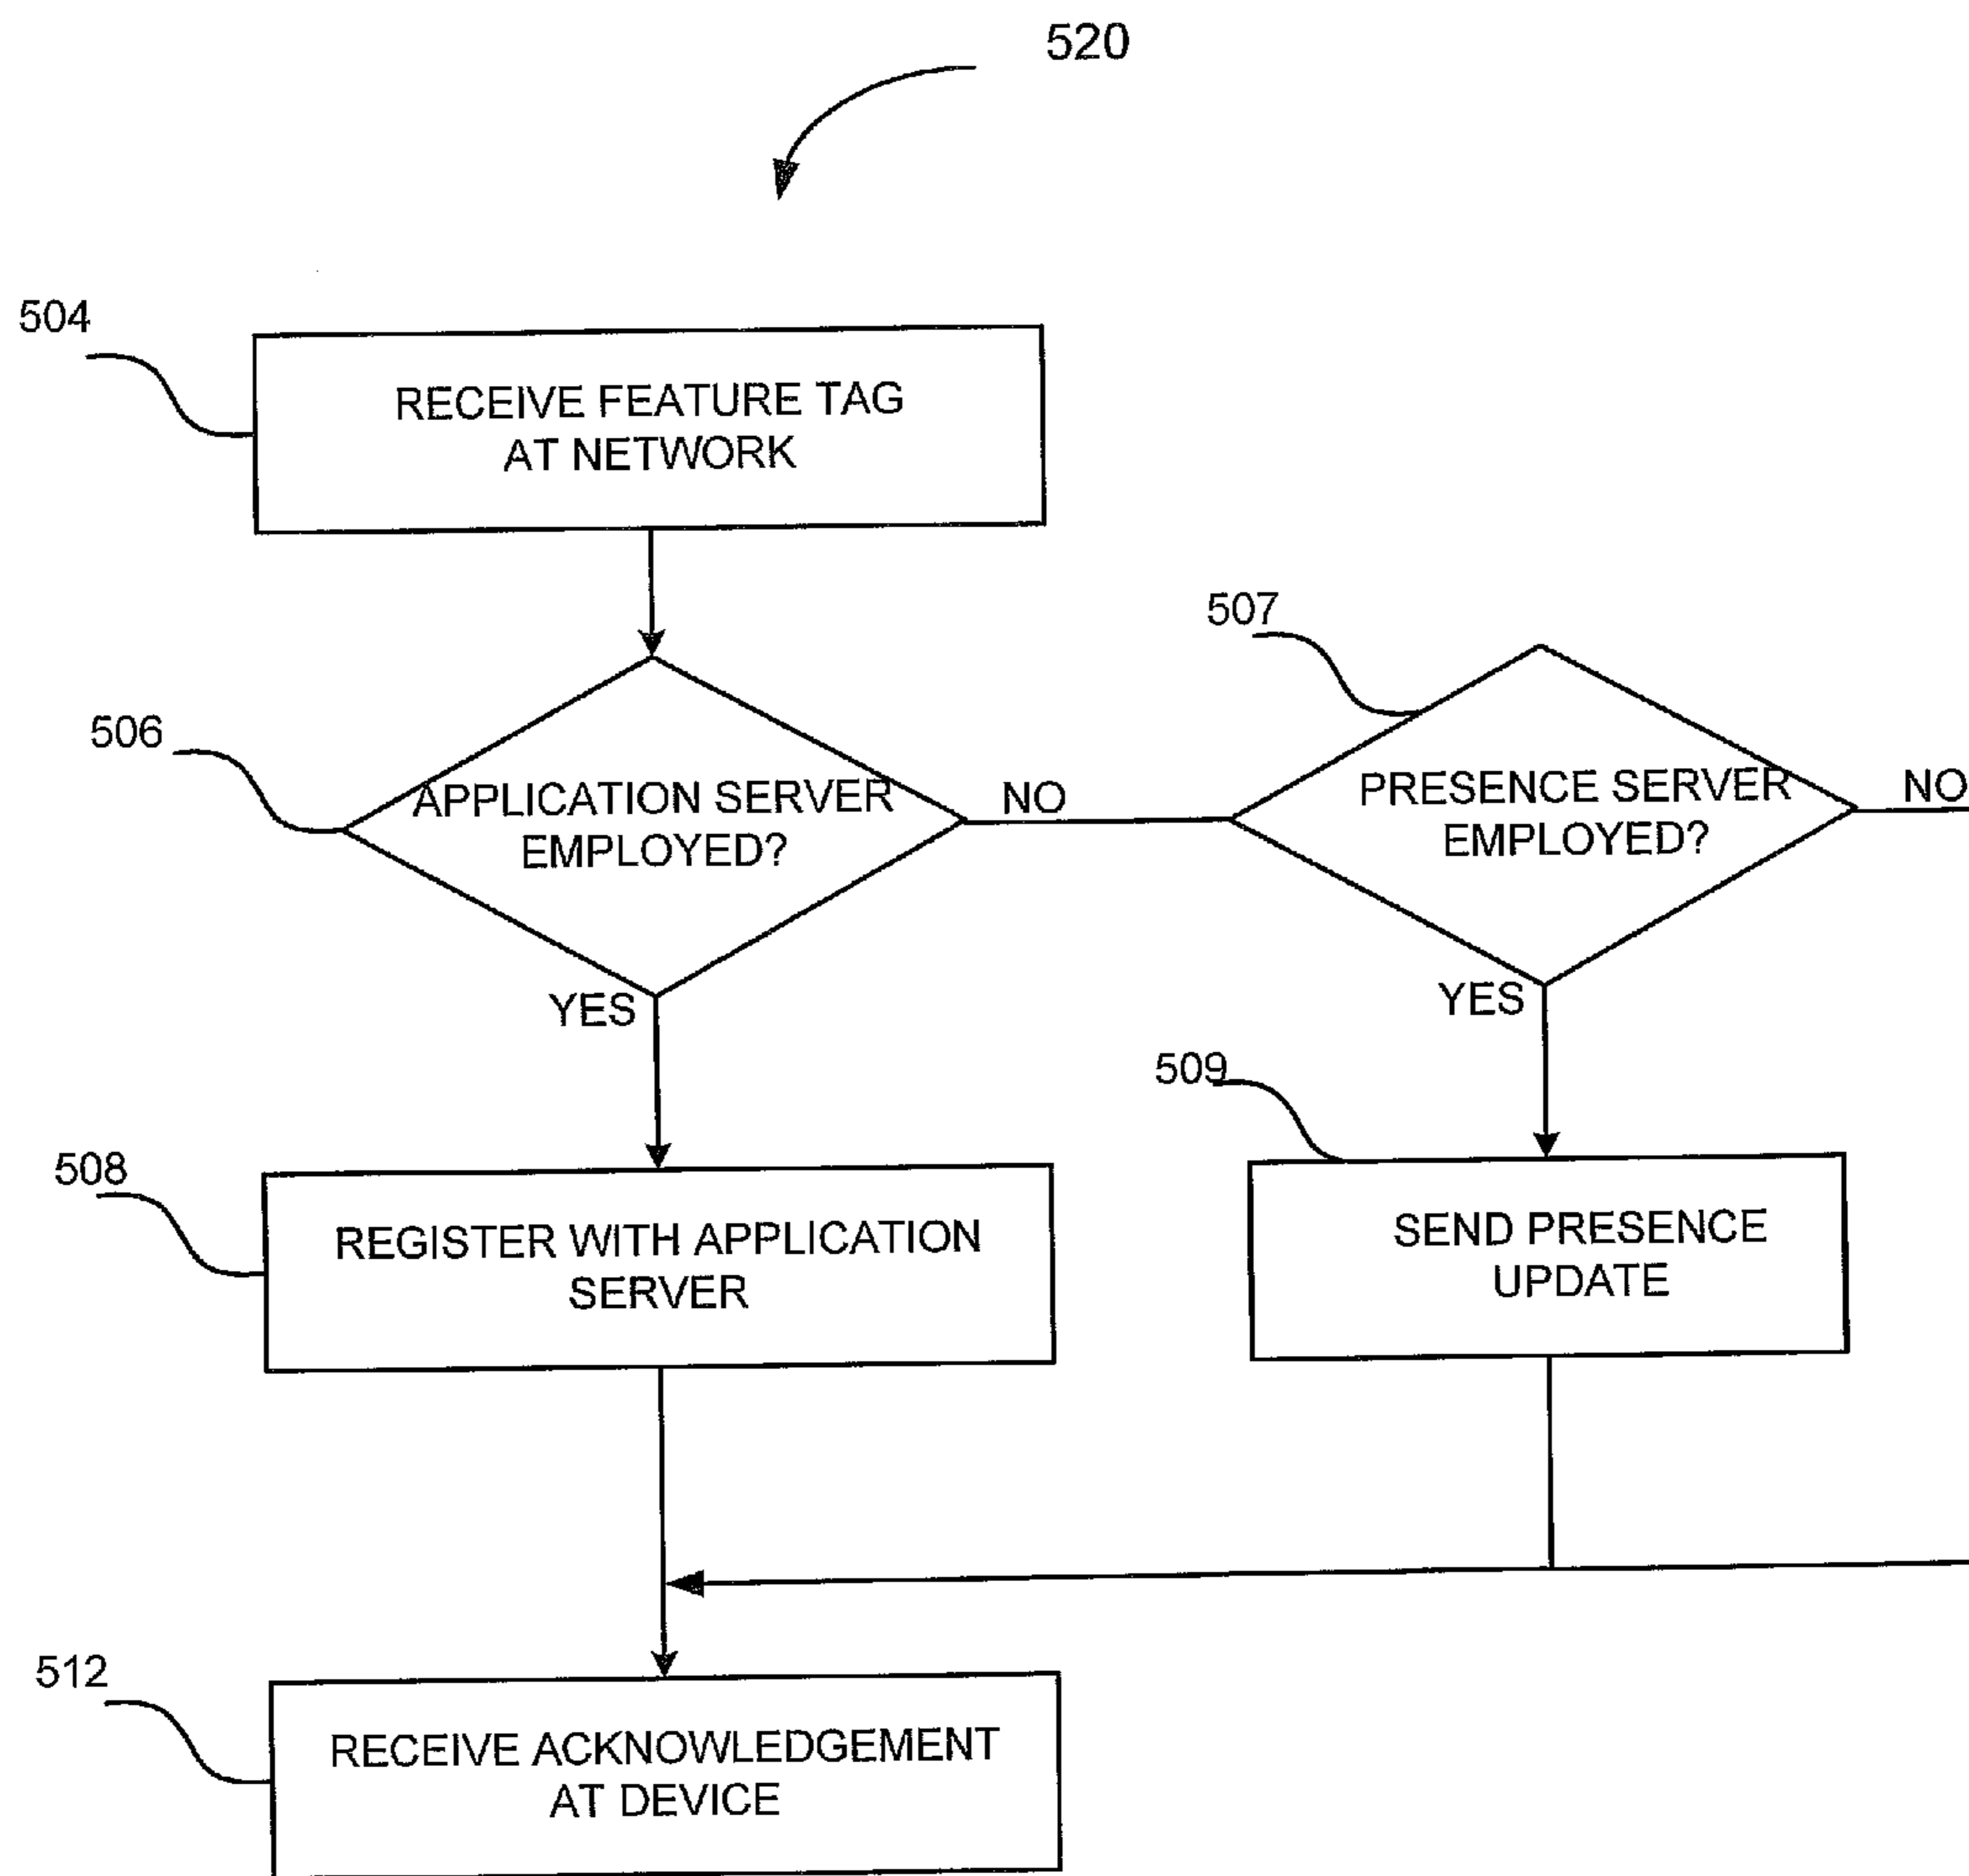 520
504
RECEIVE FEATURE TAG
AT NETWORK
507
506
APPLICATION SERVER
EMPLOYED?
NO
PRESENCE SERVER
EMPLOYED?
NO
YES
YES
509
508
REGISTER WITH APPLICATION
SERVER
SEND PRESENCE
UPDATE
512
RECEIVE ACKNOWLEDGEMENT
AT DEVICE